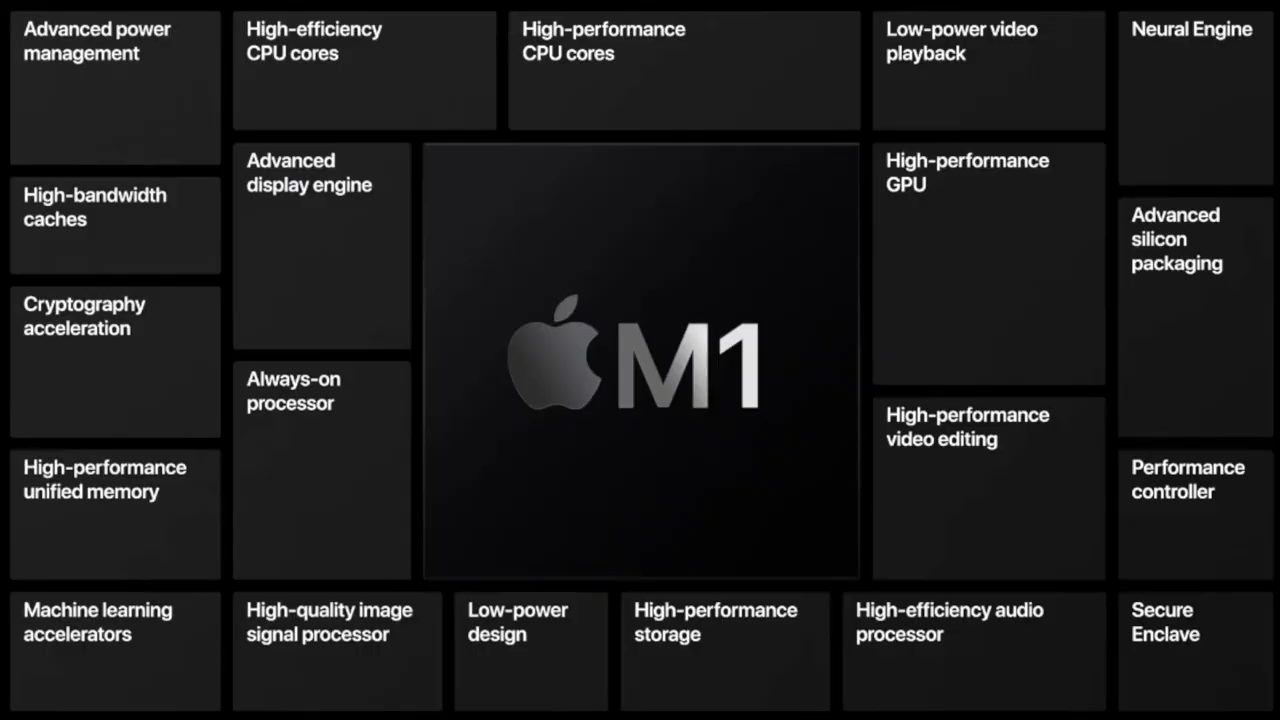 Advanced power
management
High-efficiency
CPU cores
High-performance
CPU cores
Low-power video
playback
Neural Engine
High-bandwidth
caches
Advanced
display engine
High-performance
GPU
Advanced
silicon
packaging
Cryptography
acceleration
M1
Always-on
processor
High-performance
video editing
High-performance
unified memory
Performance
controller
Machine learning
accelerators
High-quality image
signal processor
Low-power
design
High-performance
storage
High-efficiency audio
processor
Secure
Enclave